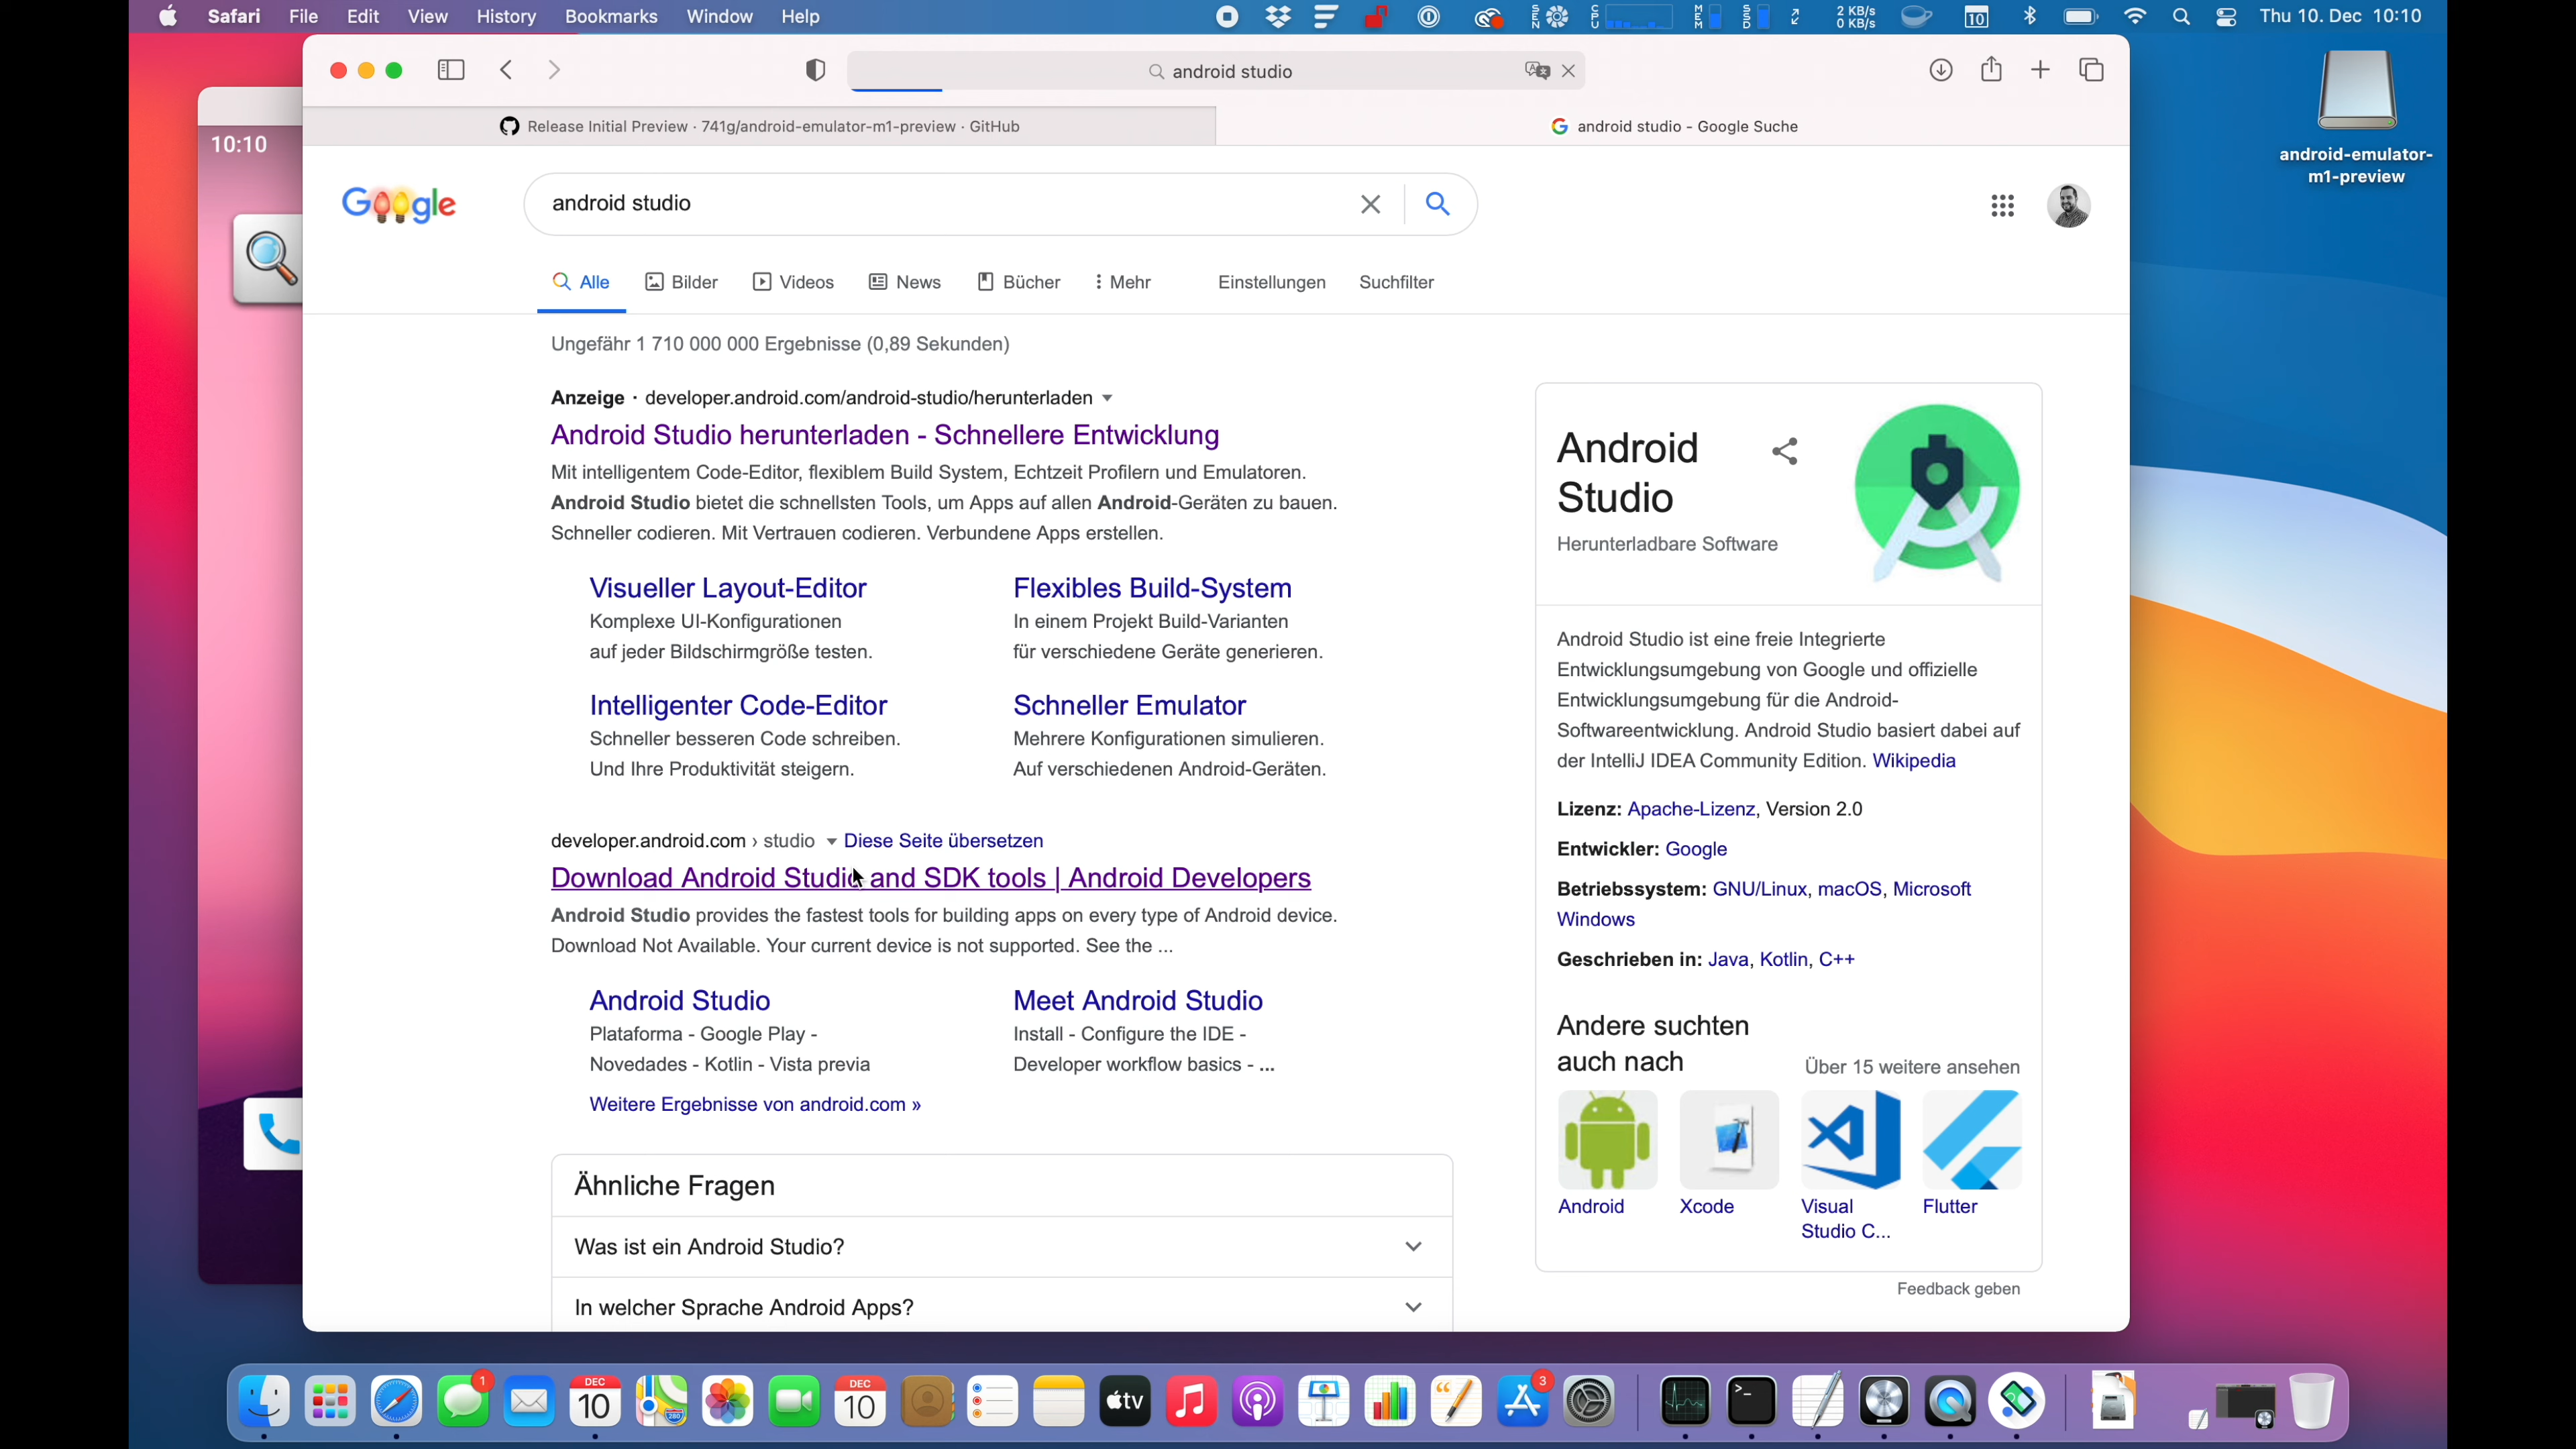 Safari File Edit View History Bookmarks Window Help
SEN CPU MEM SSD 2 KB/s 0 KB/s 10 Thu 10. Dec 10:10
android studio
Release Initial Preview · 741g/android-emulator-m1-preview · GitHub
android studio - Google Suche
android-emulator-
m1-preview
10:10
Google
android studio
Alle Bilder Videos News Bücher Mehr Einstellungen Suchfilter
Ungefähr 1 710 000 000 Ergebnisse (0,89 Sekunden)
Anzeige · developer.android.com/android-studio/herunterladen
Android Studio herunterladen - Schnellere Entwicklung
Mit intelligentem Code-Editor, flexiblem Build System, Echtzeit Profilern und Emulatoren.
Android Studio bietet die schnellsten Tools, um Apps auf allen Android-Geräten zu bauen.
Schneller codieren. Mit Vertrauen codieren. Verbundene Apps erstellen.
Visueller Layout-Editor
Komplexe UI-Konfigurationen
auf jeder Bildschirmgröße testen.
Flexibles Build-System
In einem Projekt Build-Varianten
für verschiedene Geräte generieren.
Intelligenter Code-Editor
Schneller besseren Code schreiben.
Und Ihre Produktivität steigern.
Schneller Emulator
Mehrere Konfigurationen simulieren.
Auf verschiedenen Android-Geräten.
developer.android.com › studio Diese Seite übersetzen
Download Android Studio and SDK tools | Android Developers
Android Studio provides the fastest tools for building apps on every type of Android device.
Download Not Available. Your current device is not supported. See the ...
Android Studio
Plataforma - Google Play -
Novedades - Kotlin - Vista previa
Meet Android Studio
Install - Configure the IDE -
Developer workflow basics - ...
Weitere Ergebnisse von android.com »
Ähnliche Fragen
Was ist ein Android Studio?
In welcher Sprache Android Apps?
Android
Studio
Herunterladbare Software
Android Studio ist eine freie Integrierte
Entwicklungsumgebung von Google und offizielle
Entwicklungsumgebung für die Android-
Softwareentwicklung. Android Studio basiert dabei auf
der IntelliJ IDEA Community Edition. Wikipedia
Lizenz: Apache-Lizenz, Version 2.0
Entwickler: Google
Betriebssystem: GNU/Linux, macOS, Microsoft
Windows
Geschrieben in: Java, Kotlin, C++
Andere suchten
auch nach
Über 15 weitere ansehen
Android
Xcode
Visual
Studio C...
Flutter
Feedback geben
1
DEC
10
280
DEC
10
tv
3
>_